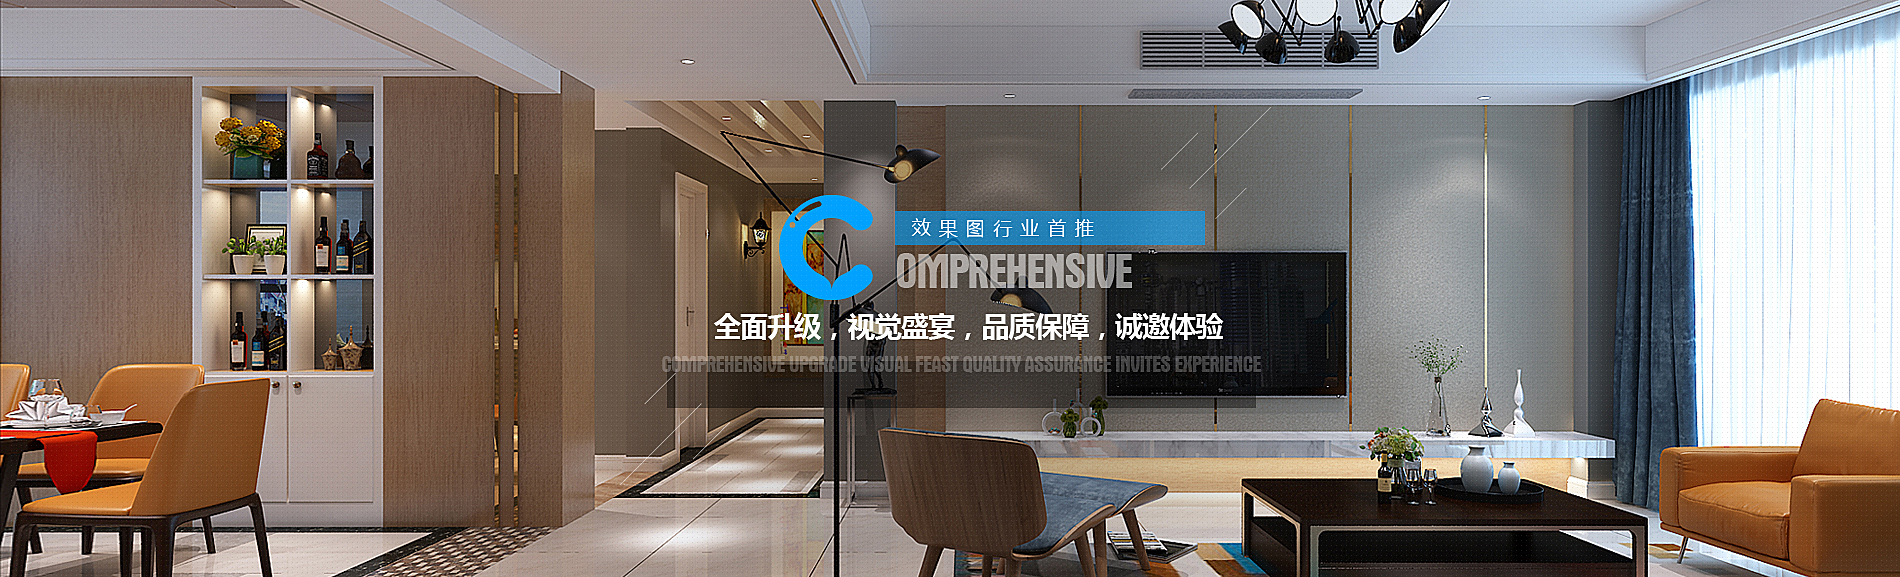 效果图行业首推
COMPREHENSIVE
全面升级，视觉盛宴，品质保障，诚邀体验
COMPREHENSIVE UPGRADE VISUAL FEAST QUALITY ASSURANCE INVITES EXPERIENCE